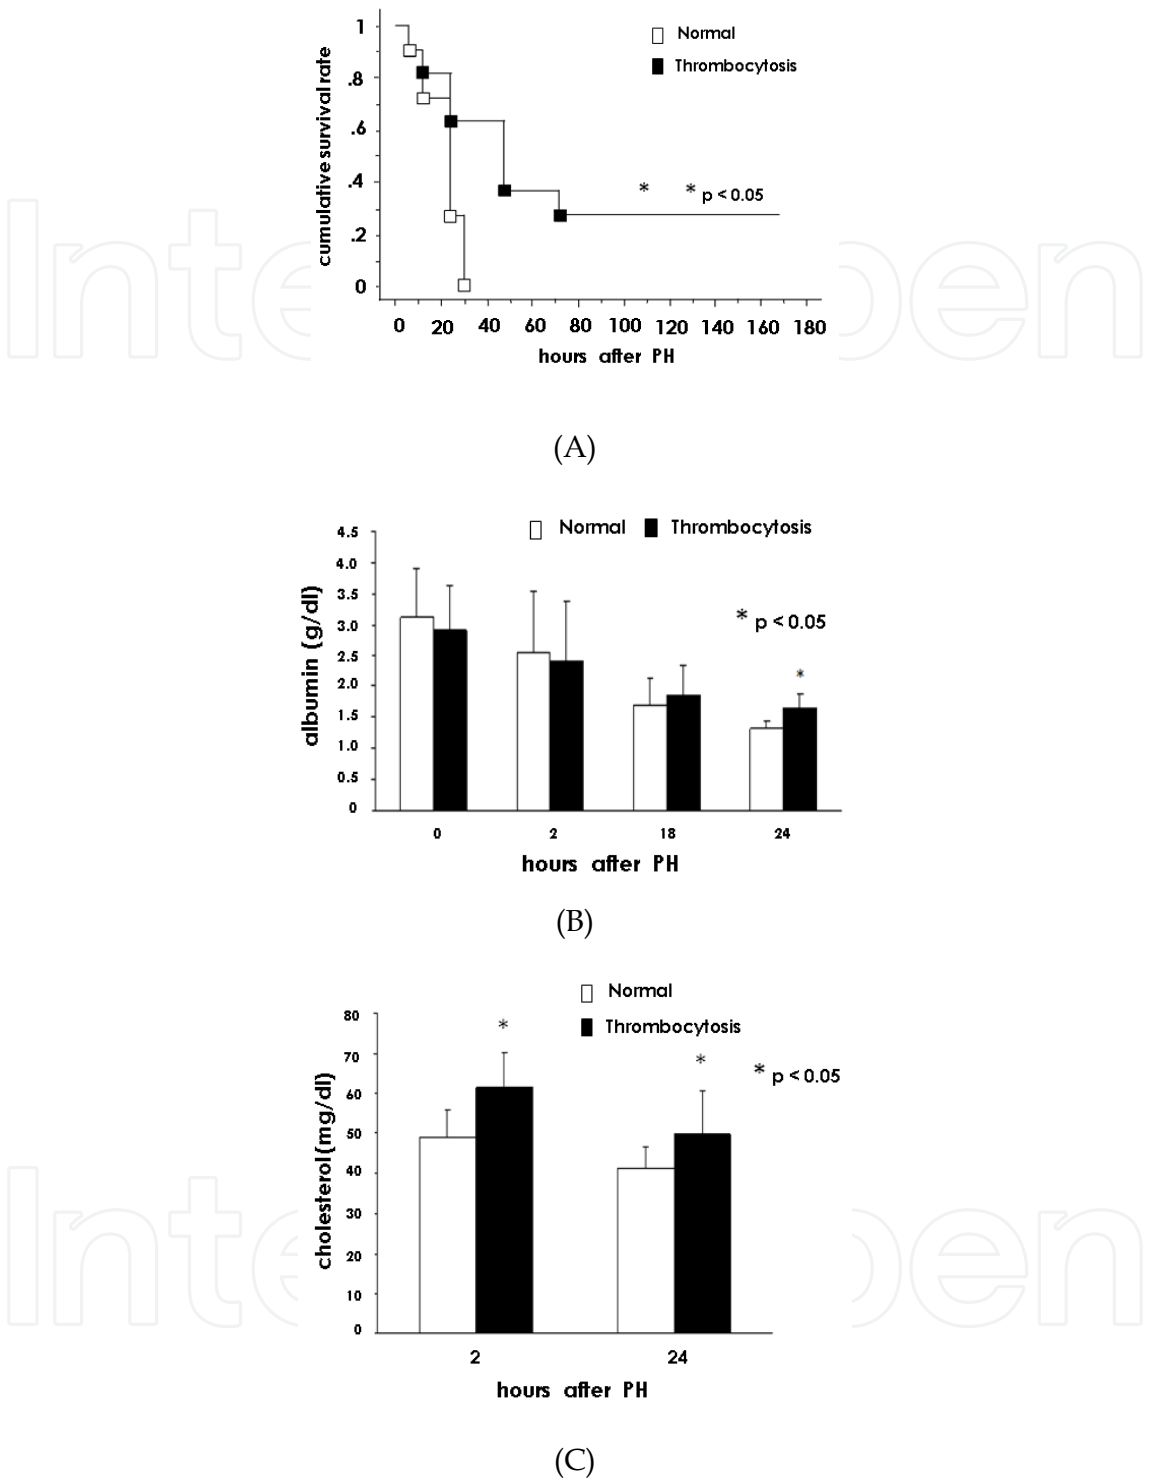 Normal
Thrombocytosis
cumulative survival rate
1
.8
.6
.4
.2
0
* * p < 0.05
0 20 40 60 80 100 120 140 160 180
hours after PH
(A)
Normal Thrombocytosis
albumin (g/dl)
4.5
4.0
3.5
3.0
2.5
2.0
1.5
1.0
0.5
0
* p < 0.05
*
0 2 18 24
hours after PH
(B)
Normal
Thrombocytosis
cholesterol (mg/dl)
80
70
60
50
40
30
20
10
0
*
*
* p < 0.05
2 24
hours after PH
(C)
Inte pen
Inte pen